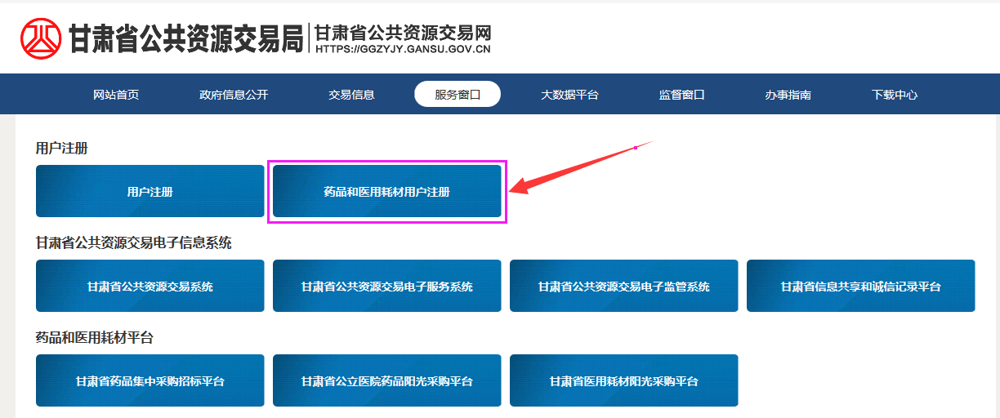 甘肃省公共资源交易局
甘肃省公共资源交易网
HTTPS://GGZYJY.GANSU.GOV.CN
网站首页 政府信息公开 交易信息 服务窗口 大数据平台 监督窗口 办事指南 下载中心
用户注册
用户注册 药品和医用耗材用户注册
甘肃省公共资源交易电子信息系统
甘肃省公共资源交易系统 甘肃省公共资源交易电子服务系统 甘肃省公共资源交易电子监管系统 甘肃省信息共享和诚信记录平台
药品和医用耗材平台
甘肃省药品集中采购招标平台 甘肃省公立医院药品阳光采购平台 甘肃省医用耗材阳光采购平台